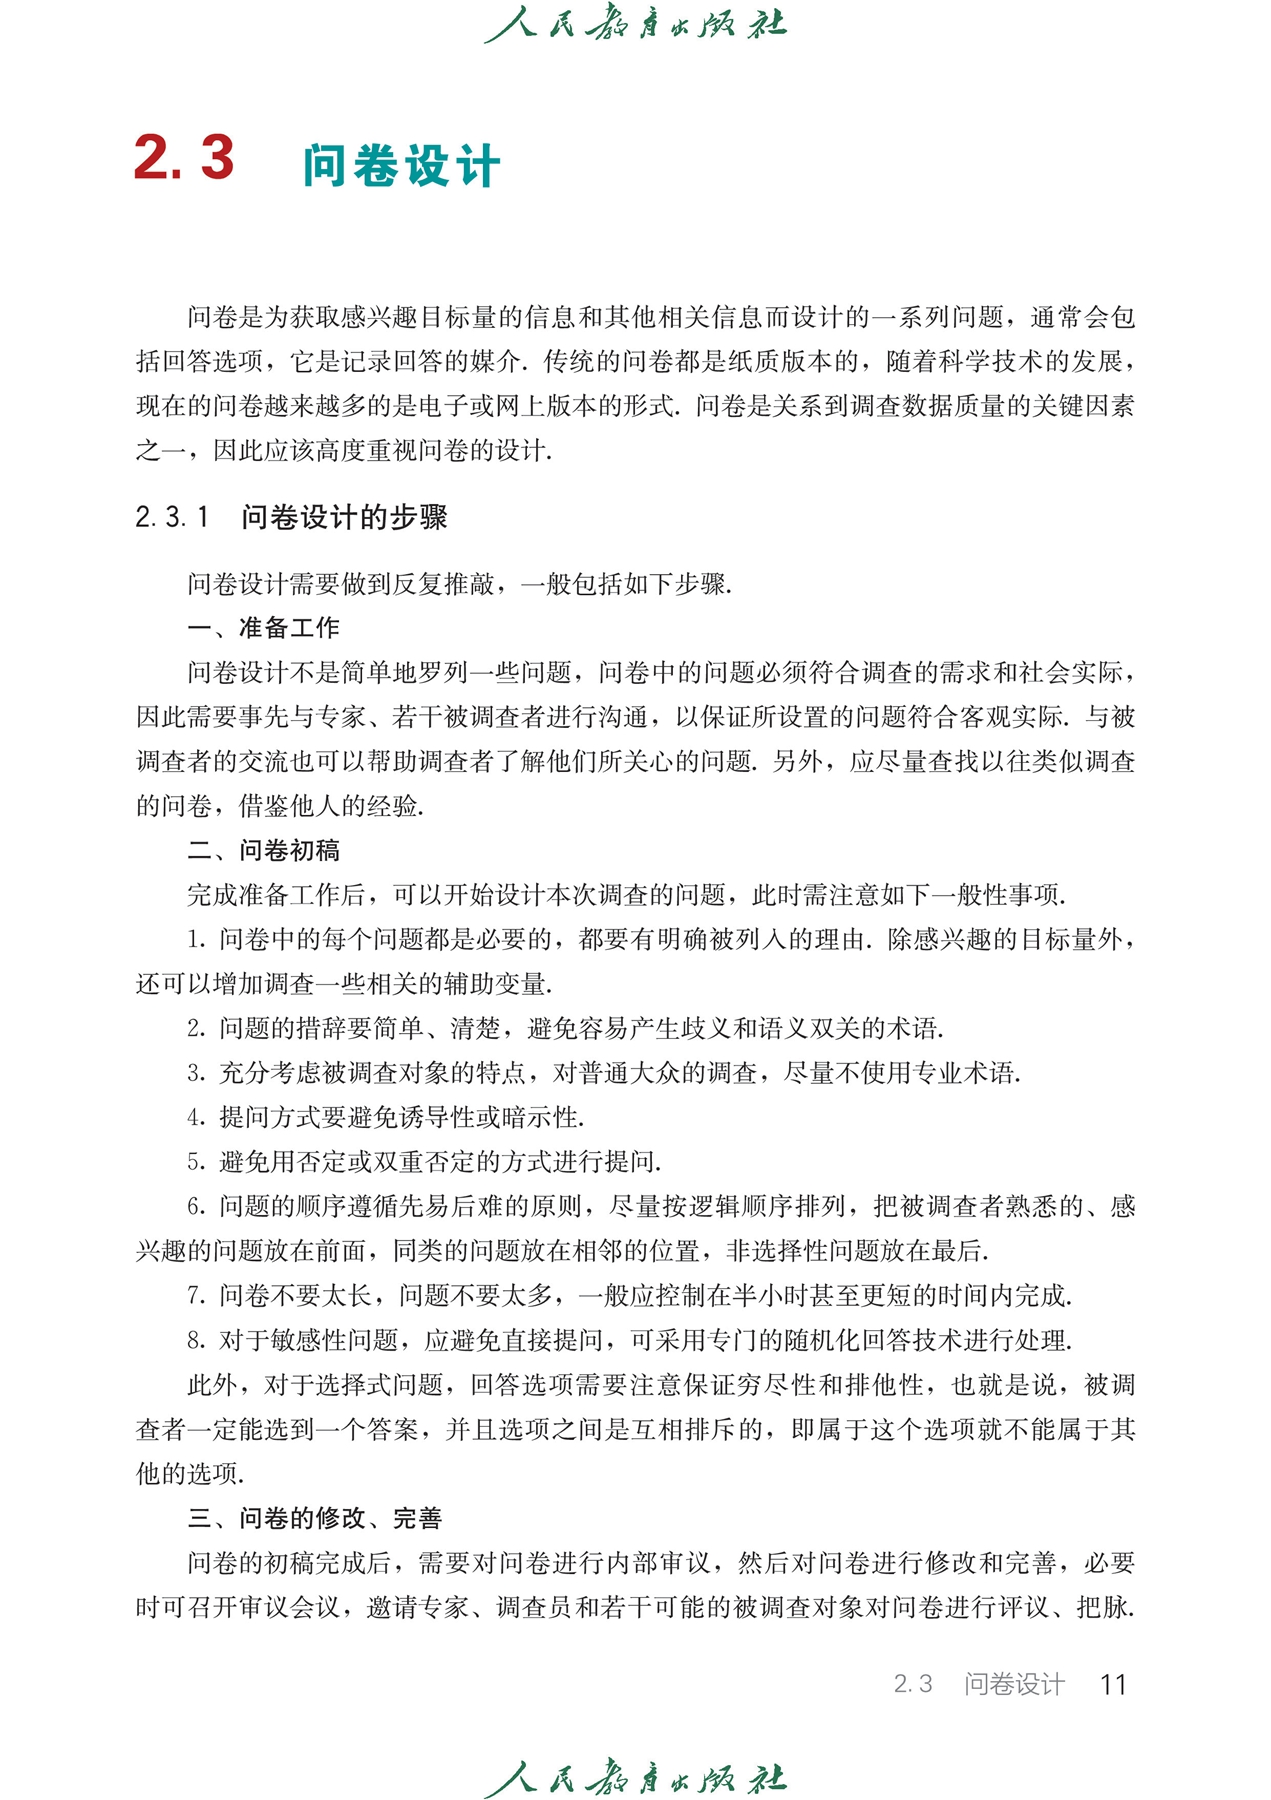 人民教育出版社
2.3 问卷设计
问卷是为获取感兴趣目标量的信息和其他相关信息而设计的一系列问题，通常会包
括回答选项，它是记录回答的媒介. 传统的问卷都是纸质版本的，随着科学技术的发展，
现在的问卷越来越多的是电子或网上版本的形式. 问卷是关系到调查数据质量的关键因素
之一，因此应该高度重视问卷的设计.
2.3.1 问卷设计的步骤
问卷设计需要做到反复推敲，一般包括如下步骤.
一、准备工作
问卷设计不是简单地罗列一些问题，问卷中的问题必须符合调查的需求和社会实际，
因此需要事先与专家、若干被调查者进行沟通，以保证所设置的问题符合客观实际. 与被
调查者的交流也可以帮助调查者了解他们所关心的问题. 另外，应尽量查找以往类似调查
的问卷，借鉴他人的经验.
二、问卷初稿
完成准备工作后，可以开始设计本次调查的问题，此时需注意如下一般性事项.
1. 问卷中的每个问题都是必要的，都要有明确被列入的理由. 除感兴趣的目标量外，
还可以增加调查一些相关的辅助变量.
2. 问题的措辞要简单、清楚，避免容易产生歧义和语义双关的术语.
3. 充分考虑被调查对象的特点，对普通大众的调查，尽量不使用专业术语.
4. 提问方式要避免诱导性或暗示性.
5. 避免用否定或双重否定的方式进行提问.
6. 问题的顺序遵循先易后难的原则，尽量按逻辑顺序排列，把被调查者熟悉的、感
兴趣的问题放在前面，同类的问题放在相邻的位置，非选择性问题放在最后.
7. 问卷不要太长，问题不要太多，一般应控制在半小时甚至更短的时间内完成.
8. 对于敏感性问题，应避免直接提问，可采用专门的随机化回答技术进行处理.
此外，对于选择式问题，回答选项需要注意保证穷尽性和排他性，也就是说，被调
查者一定能选到一个答案，并且选项之间是互相排斥的，即属于这个选项就不能属于其
他的选项.
三、问卷的修改、完善
问卷的初稿完成后，需要对问卷进行内部审议，然后对问卷进行修改和完善，必要
时可召开审议会议，邀请专家、调查员和若干可能的被调查对象对问卷进行评议、把脉.
2.3 问卷设计 11
人民教育出版社